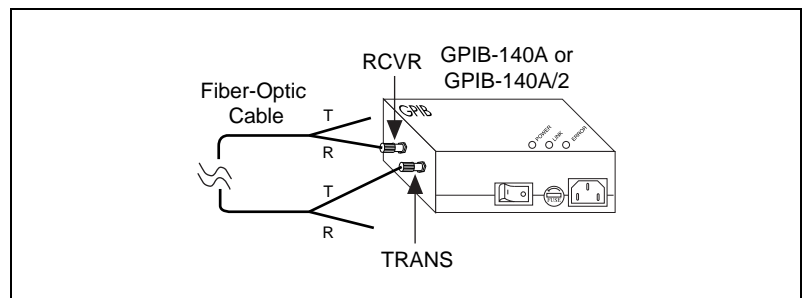 RCVR
GPIB-140A or
GPIB-140A/2
Fiber-Optic
Cable
T
R
T
R
GPIB
POWER
LINK
ERROR
FUSE
TRANS